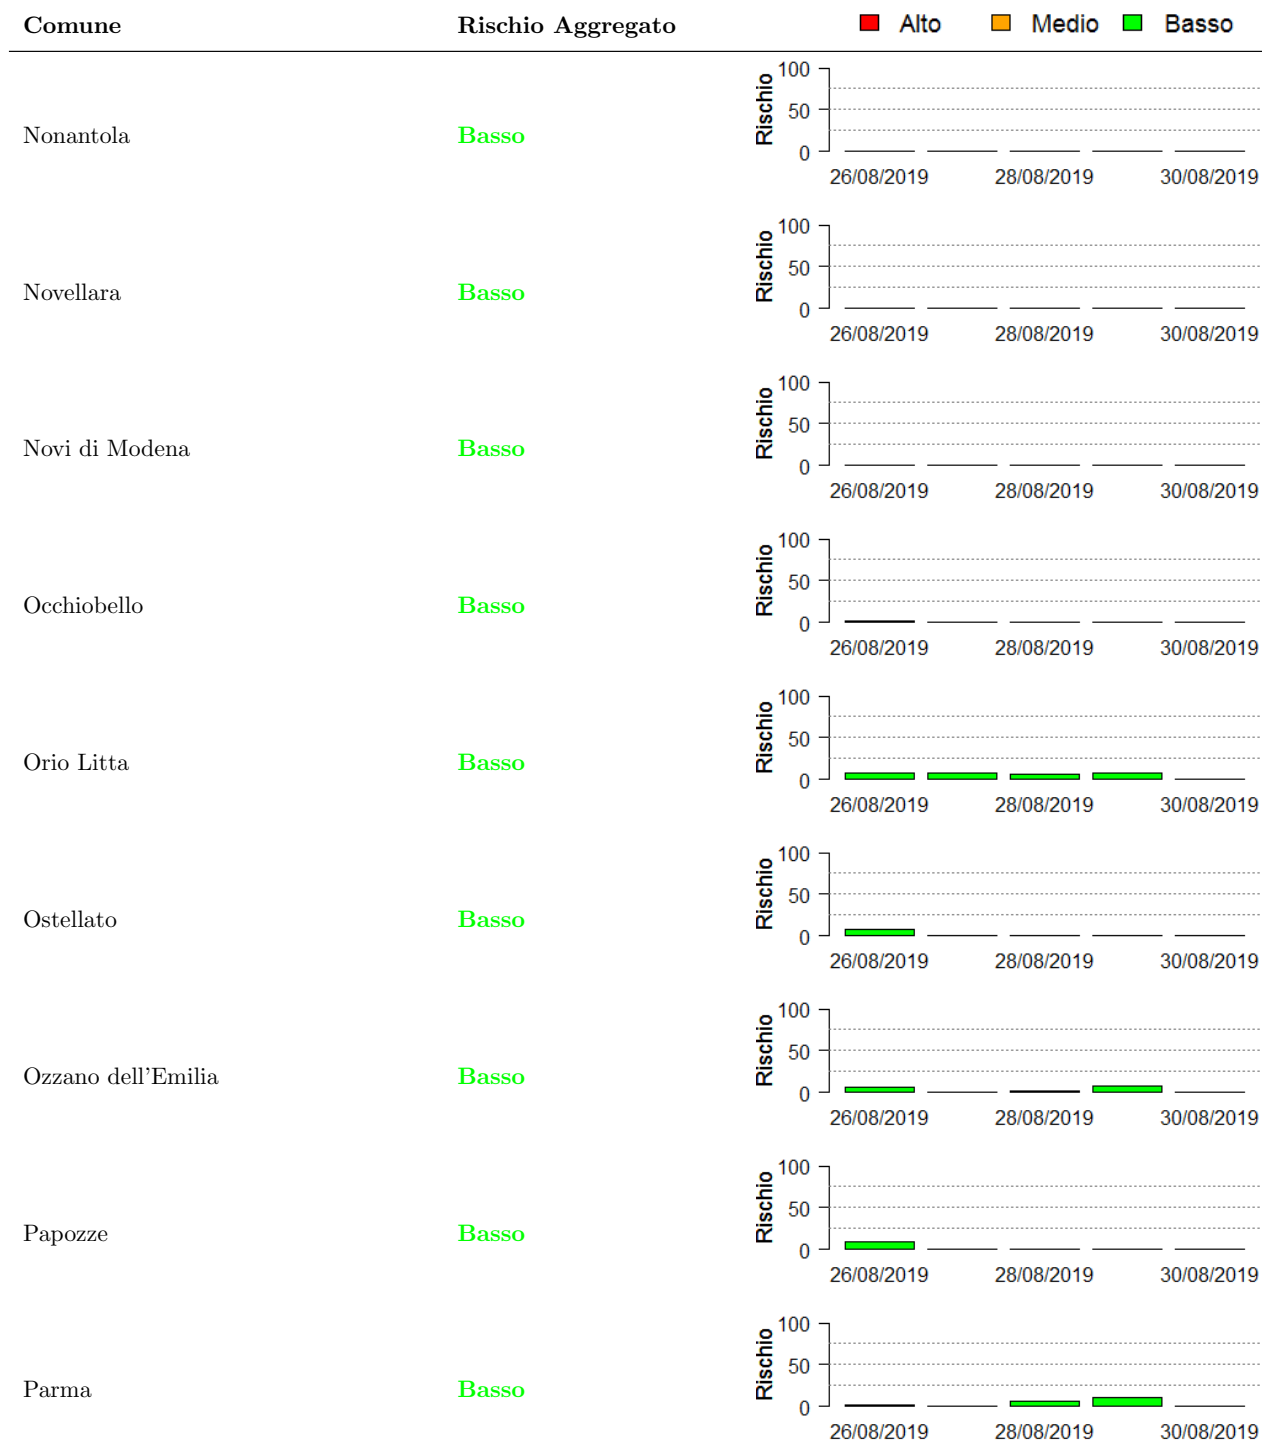 Comune Rischio Aggregato Alto Medio Basso
Nonantola Basso Rischio 100 50 0
26/08/2019 28/08/2019 30/08/2019
Novellara Basso Rischio 100 50 0
26/08/2019 28/08/2019 30/08/2019
Novi di Modena Basso Rischio 100 50 0
26/08/2019 28/08/2019 30/08/2019
Occhiobello Basso Rischio 100 50 0
26/08/2019 28/08/2019 30/08/2019
Orio Litta Basso Rischio 100 50 0
26/08/2019 28/08/2019 30/08/2019
Ostellato Basso Rischio 100 50 0
26/08/2019 28/08/2019 30/08/2019
Ozzano dell'Emilia Basso Rischio 100 50 0
26/08/2019 28/08/2019 30/08/2019
Papozze Basso Rischio 100 50 0
26/08/2019 28/08/2019 30/08/2019
Parma Basso Rischio 100 50 0
26/08/2019 28/08/2019 30/08/2019